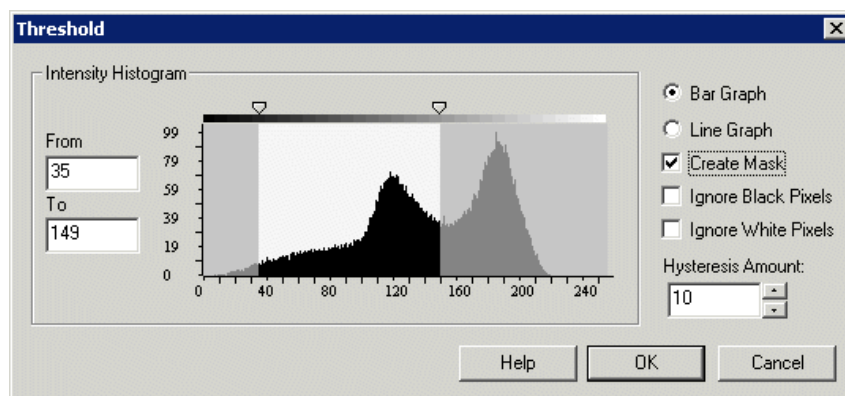 Threshold
Intensity Histogram
From
35
To
149
99
79
59
39
19
0
0 40 80 120 160 200 240
Bar Graph
Line Graph
Create Mask
Ignore Black Pixels
Ignore White Pixels
Hysteresis Amount:
10
Help
OK
Cancel